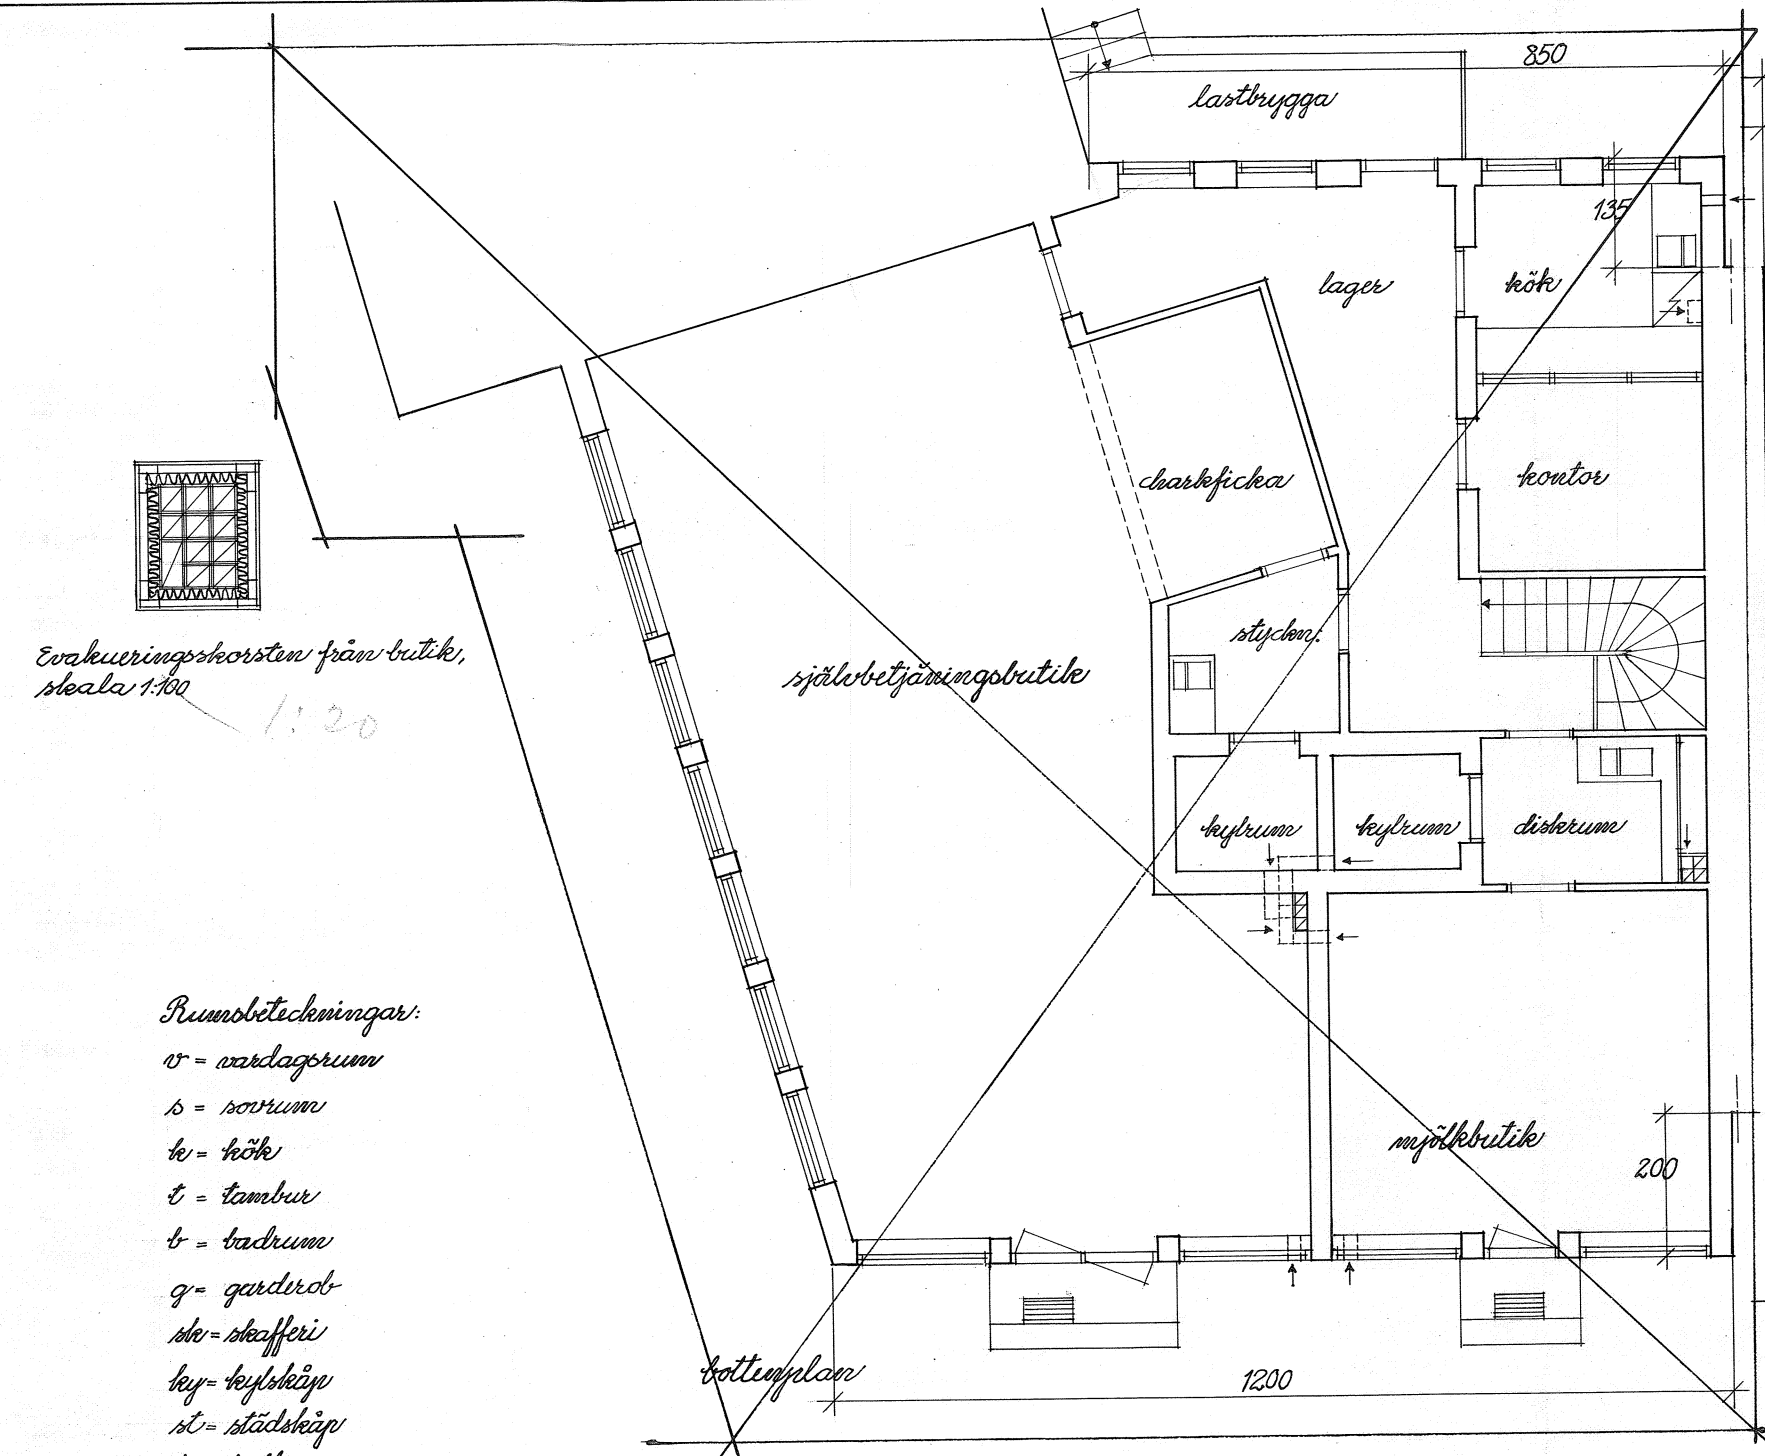 850
lastbrygga
135
lager
kök
charkficka
kontor
styckn.
Evakueringsskorsten från butik,
skala 1:100
1:20
självbetjäningsbutik
kylrum
kylrum
diskrum
Rumsbeteckningar:
v = vardagsrum
s = sovrum
k = kök
t = tambur
b = badrum
g = garderob
sk = skafferi
ky = kylskåp
st = städskåp
mjölkbutik
200
bottenplan
1200